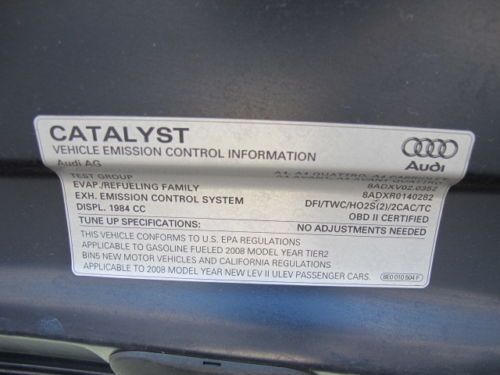 CATALYST
VEHICLE EMISSION CONTROL INFORMATION
Audi AG
Audi
TEST GROUP 8ADXV02.0352
EVAP./REFUELING FAMILY 8ADXR0140282
EXH. EMISSION CONTROL SYSTEM DFI/TWC/HO2S(2)/2CAC/TC
DISPL. 1984 CC OBD II CERTIFIED
TUNE UP SPECIFICATIONS: NO ADJUSTMENTS NEEDED
THIS VEHICLE CONFORMS TO U.S. EPA REGULATIONS
APPLICABLE TO GASOLINE FUELED 2008 MODEL YEAR TIER2
BIN5 NEW MOTOR VEHICLES AND CALIFORNIA REGULATIONS
APPLICABLE TO 2008 MODEL YEAR NEW LEV II ULEV PASSENGER CARS.
8E0 010 504 F